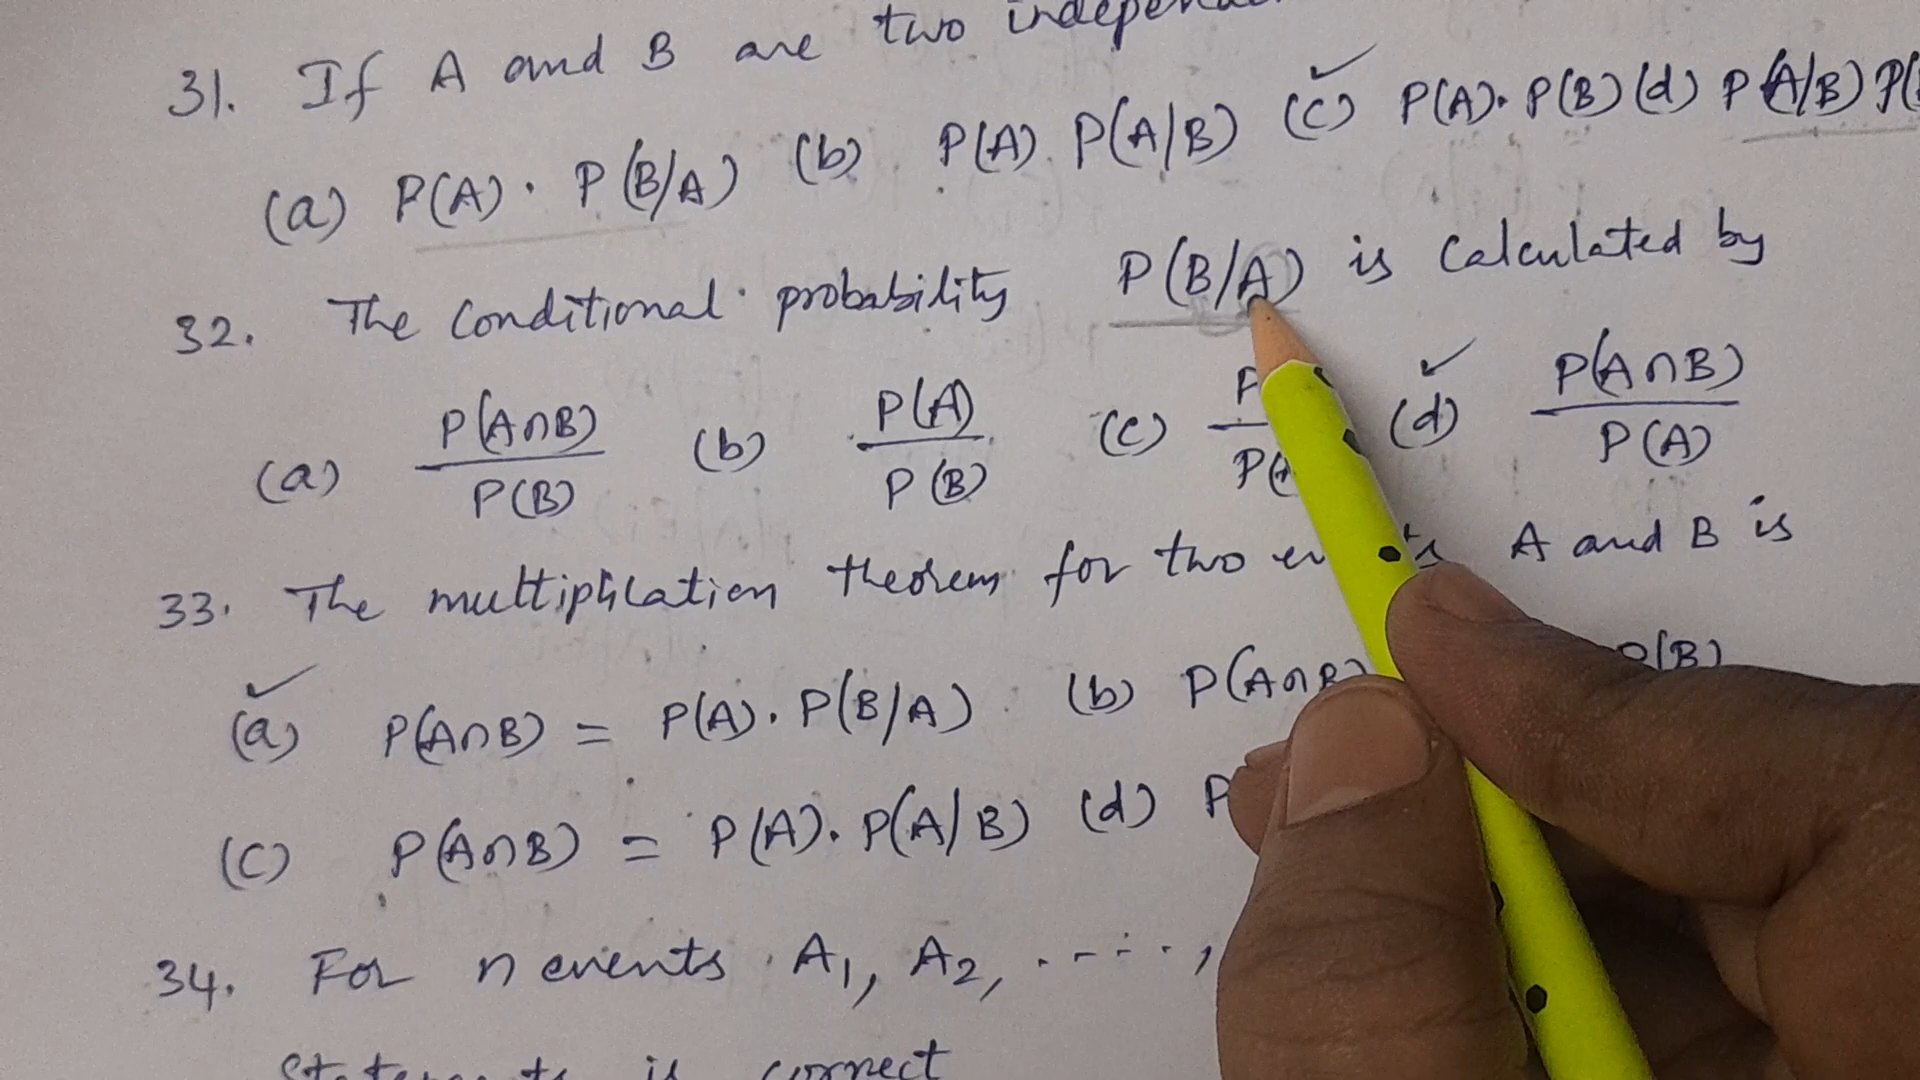 31. If A and B are two
(a) P(A) . P(B/A) (b) P(A) . P(A/B) (c) P(A) . P(B) (d) P(A/B)
32. The Conditional probability P(B/A) is Calculated by
(a) P(A∩B) / P(B) (b) P(A) / P(B) (c) (d) P(A∩B) / P(A)
33. The multiplication theorem for two A and B is
(a) P(A∩B) = P(A) . P(B/A) (b) P(A∩B) P(B)
(c) P(A∩B) = P(A) . P(A/B) (d) P
34. For n events A₁, A₂, .....,
is correct